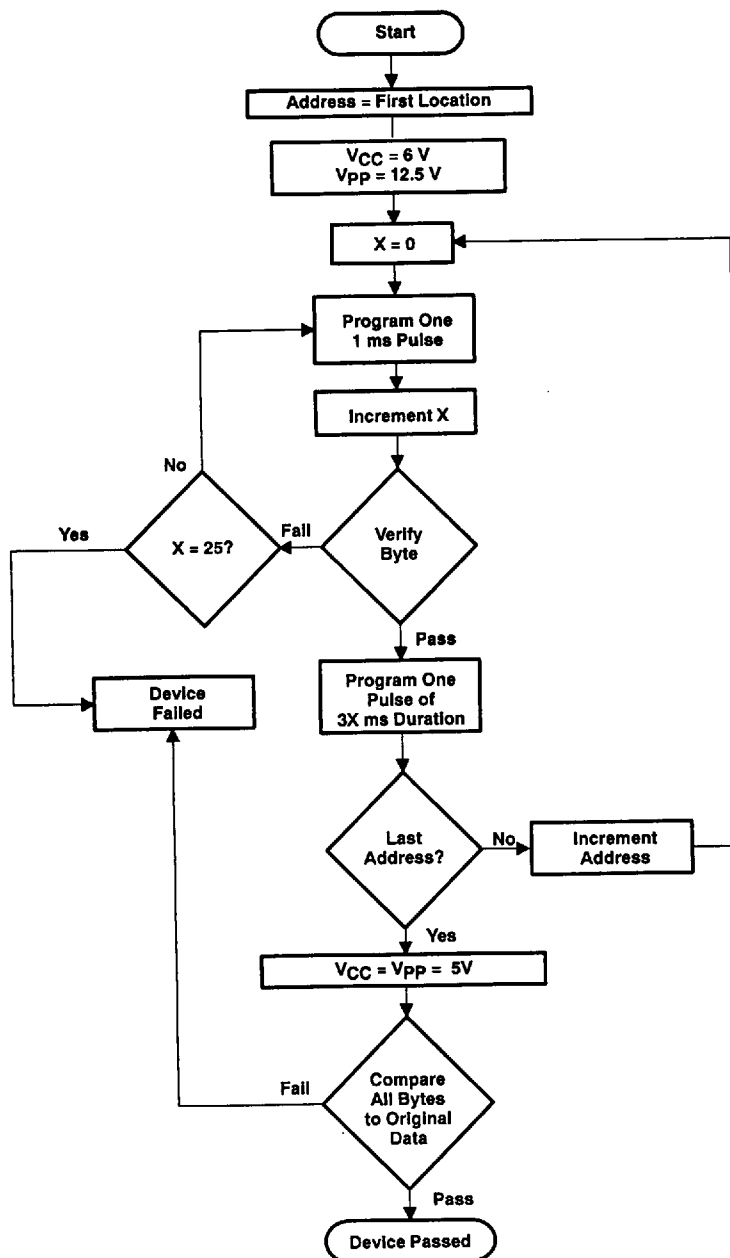 Start
Address = First Location
VCC = 6 V
VPP = 12.5 V
X = 0
Program One
1 ms Pulse
Increment X
No
Yes
X = 25?
Fail
Verify
Byte
Pass
Device
Failed
Program One
Pulse of
3X ms Duration
Last
Address?
No
Increment
Address
Yes
VCC = VPP = 5V
Fail
Compare
All Bytes
to Original
Data
Pass
Device Passed